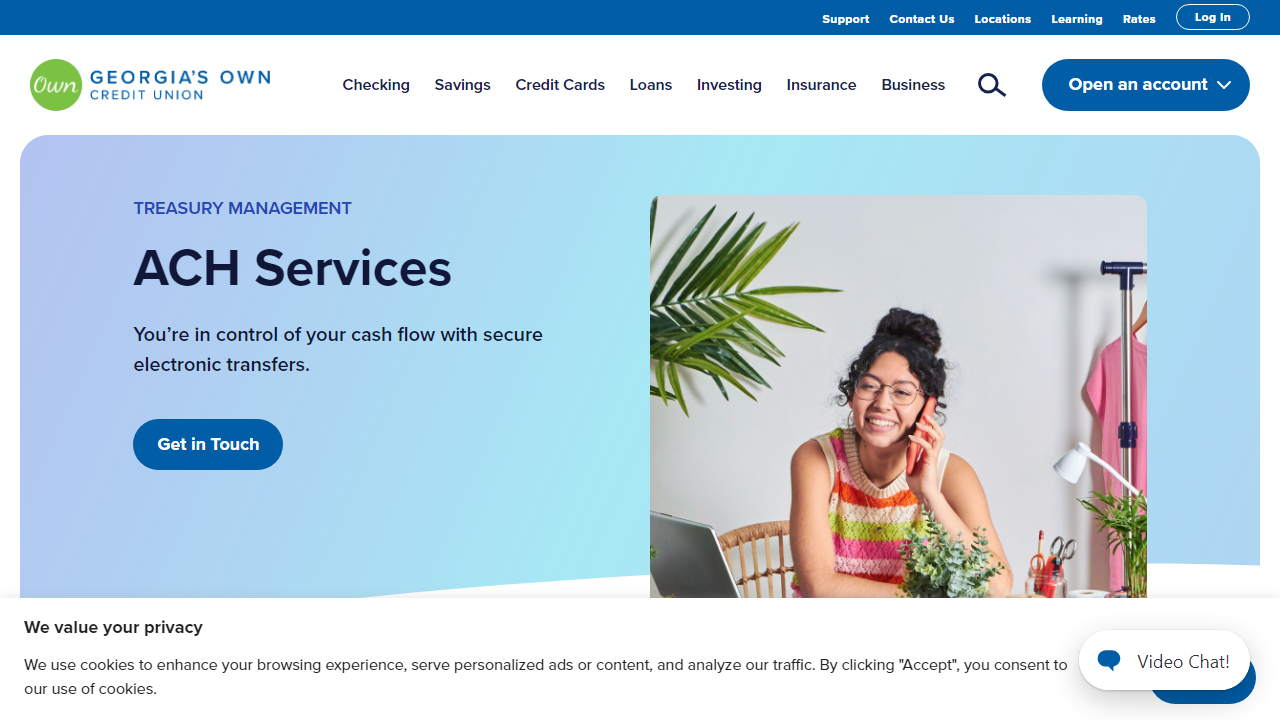 Support Contact Us Locations Learning Rates Log In
Own GEORGIA'S OWN
CREDIT UNION
Checking Savings Credit Cards Loans Investing Insurance Business Open an account
TREASURY MANAGEMENT
ACH Services
You're in control of your cash flow with secure
electronic transfers.
Get in Touch
We value your privacy
We use cookies to enhance your browsing experience, serve personalized ads or content, and analyze our traffic. By clicking "Accept", you consent to
our use of cookies.
Video Chat!